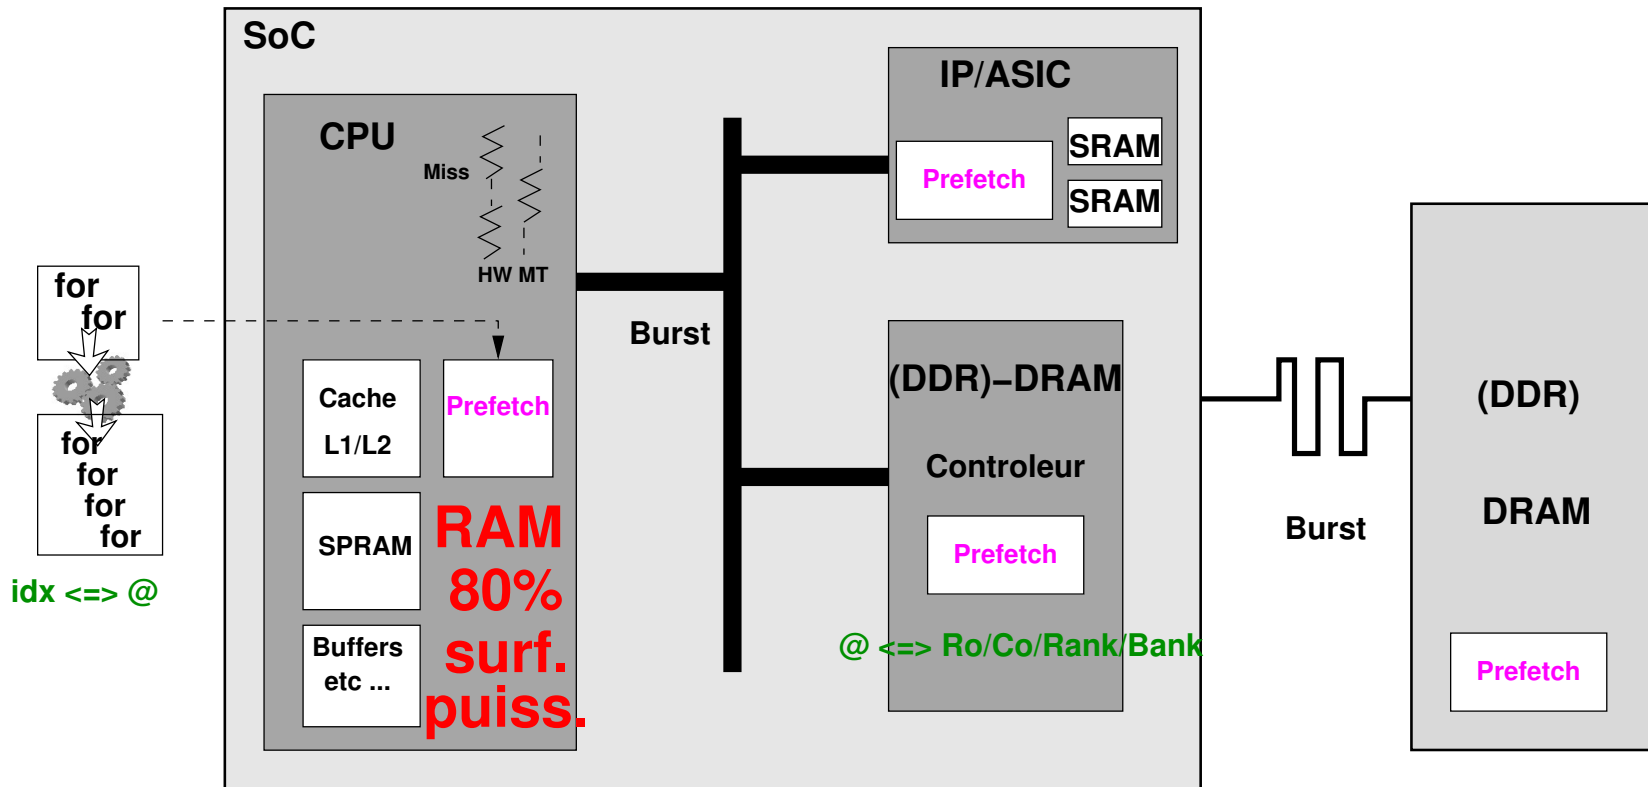 SoC
IP/ASIC
CPU
SRAM
Miss
Prefetch
SRAM
HW MT
for
for
Burst
(DDR)–DRAM
Cache
L1/L2
Prefetch
(DDR)
for
for
for
for
Controleur
RAM
DRAM
Burst
SPRAM
Prefetch
80%
idx <=> @
Buffers
etc ...
surf.
@ <=> Ro/Co/Rank/Bank
Prefetch
puiss.